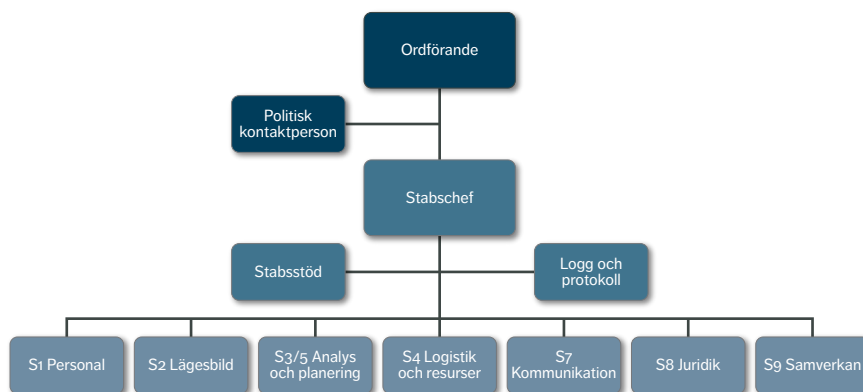 Ordförande
Politisk
kontaktperson
Stabschef
Stabsstöd
Logg och
protokoll
S1 Personal
S2 Lägesbild
S3/5 Analys
och planering
S4 Logistik
och resurser
S7
Kommunikation
S8 Juridik
S9 Samverkan